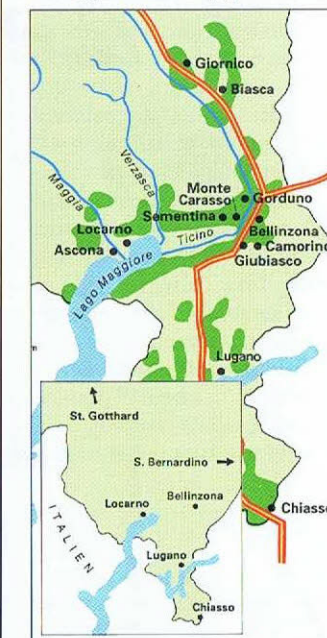 Giornico
Biasca
Maggia
Verzasca
Monte
Carasso
Gorduno
Sementina
Locarno
Ticino
Bellinzona
Ascona
Camorino
Giubiasco
Lago Maggiore
Lugano
St. Gotthard
S. Bernardino
Locarno
Bellinzona
ITALIEN
Lugano
Chiasso
Chiasso